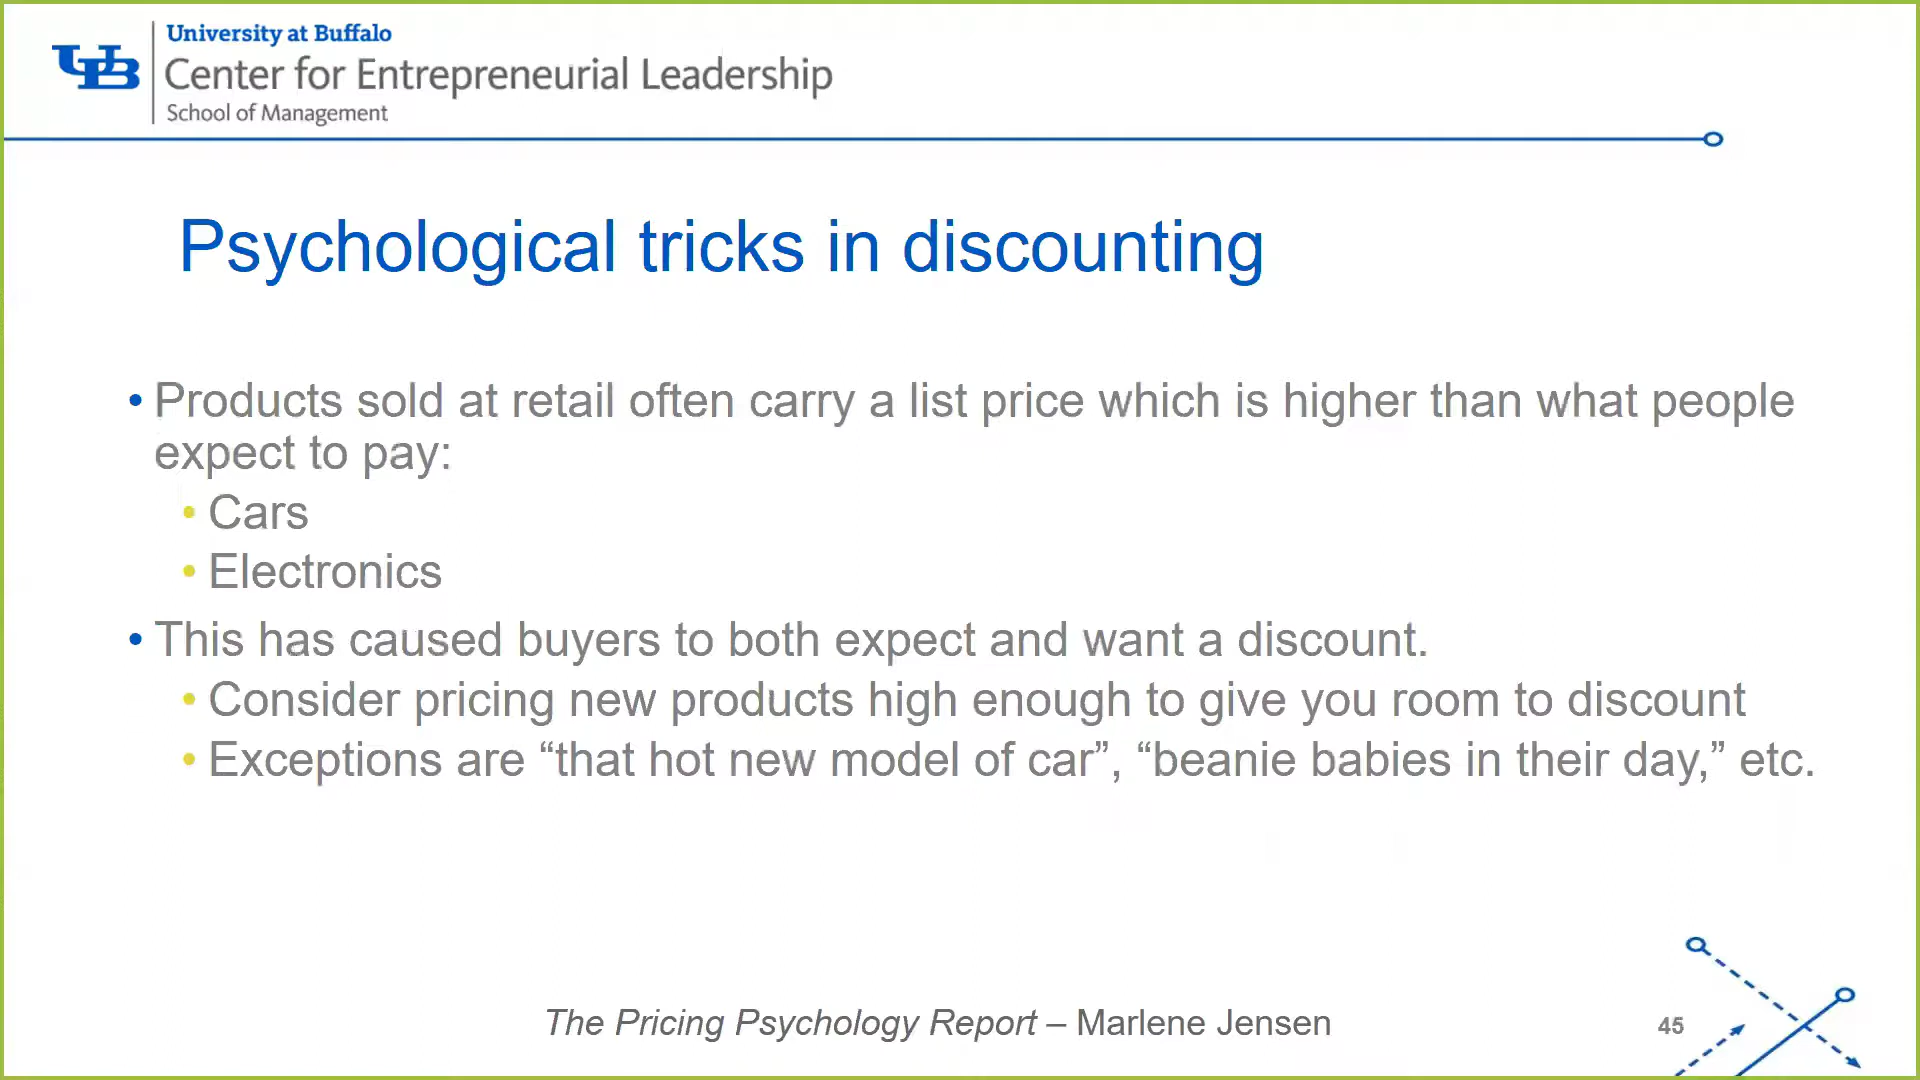 University at Buffalo
Center for Entrepreneurial Leadership
School of Management
Psychological tricks in discounting
• Products sold at retail often carry a list price which is higher than what people
expect to pay:
• Cars
• Electronics
• This has caused buyers to both expect and want a discount.
• Consider pricing new products high enough to give you room to discount
• Exceptions are “that hot new model of car”, “beanie babies in their day,” etc.
The Pricing Psychology Report – Marlene Jensen
45